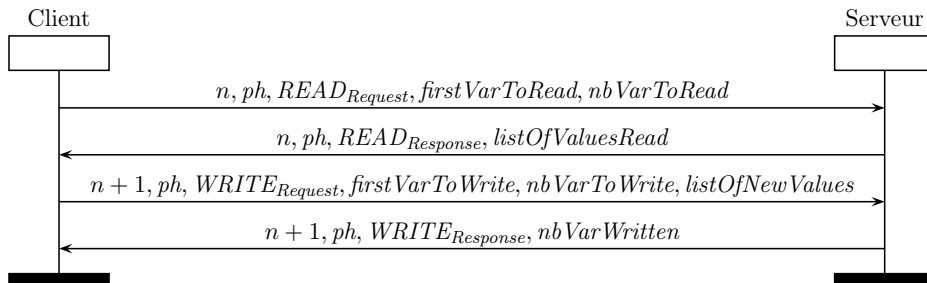 Client Serveur
n, ph, READ_Request, firstVarToRead, nbVarToRead
n, ph, READ_Response, listOfValuesRead
n + 1, ph, WRITE_Request, firstVarToWrite, nbVarToWrite, listOfNewValues
n + 1, ph, WRITE_Response, nbVarWritten